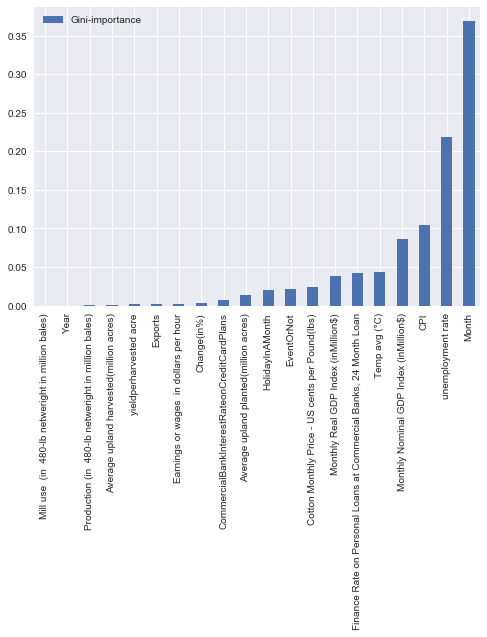 Gini-importance
0.35
0.30
0.25
0.20
0.15
0.10
0.05
0.00
Mill use  (in  480-lb netweright in million bales)
Year
Production (in  480-lb netweright in million bales)
Average upland harvested(million acres)
yieldperharvested acre
Exports
Earnings or wages  in dollars per hour
Change(in%)
CommercialBankInterestRateonCreditCardPlans
Average upland planted(million acres)
HolidayInAMonth
EventOrNot
Cotton Monthly Price - US cents per Pound(lbs)
Monthly Real GDP Index (inMillion$)
Finance Rate on Personal Loans at Commercial Banks, 24 Month Loan
Temp avg (°C)
Monthly Nominal GDP Index (inMillion$)
CPI
unemployment rate
Month